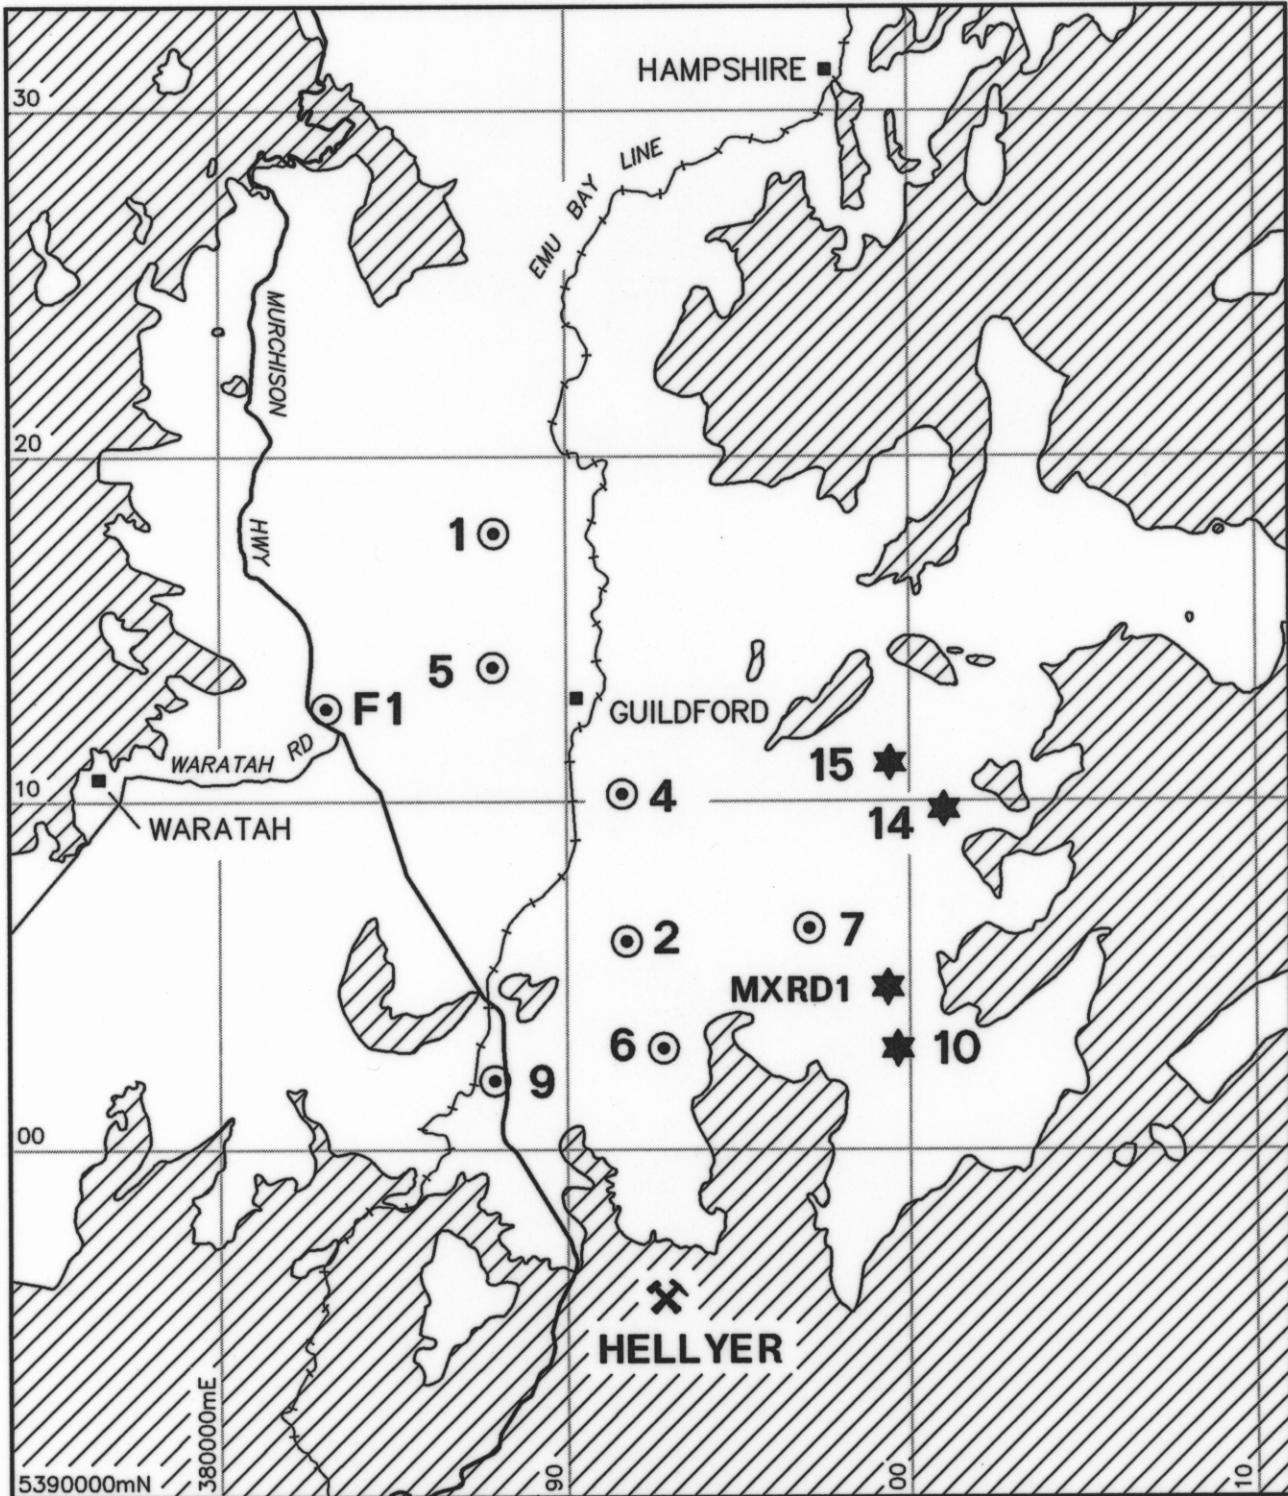 HAMPSHIRE
30
EMU BAY LINE
MURCHISON
HWY
20
1
5
F1
GUILDFORD
WARATAH RD
15
10
4
14
WARATAH
2
7
MXRD1
6
10
9
00
HELLYER
380000mE
5390000mN
90
00
10